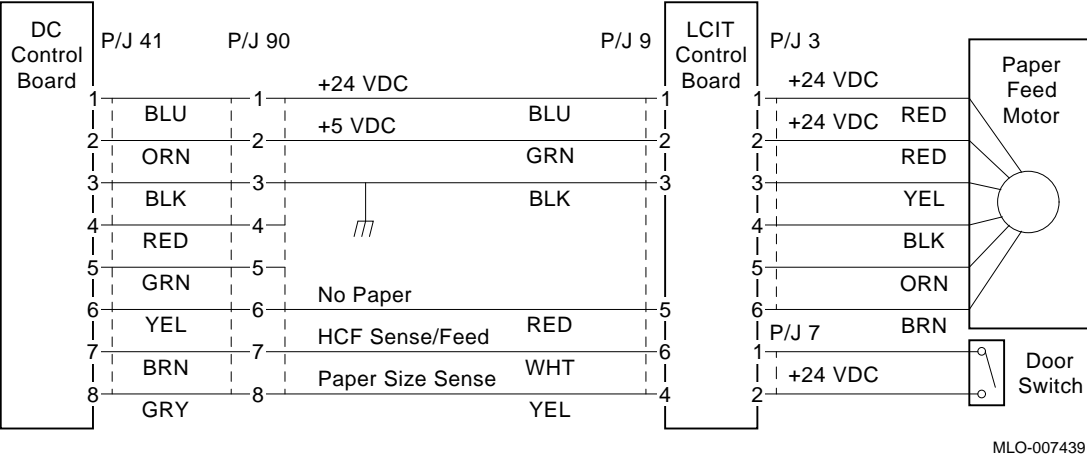 DC
Control
Board
P/J 41
P/J 90
P/J 9
LCIT
Control
Board
P/J 3
Paper
Feed
Motor
1 1 +24 VDC 1 1 +24 VDC
BLU BLU RED
2 2 +5 VDC 2 2 +24 VDC
ORN GRN RED
3 3 3 3
BLK BLK YEL
4 4 4
RED BLK
5 5 5
GRN ORN
6 6 No Paper 5 6
YEL RED BRN
P/J 7
7 7 HCF Sense/Feed 6 1
BRN WHT
8 8 Paper Size Sense 4 2 +24 VDC
GRY YEL
Door
Switch
MLO-007439